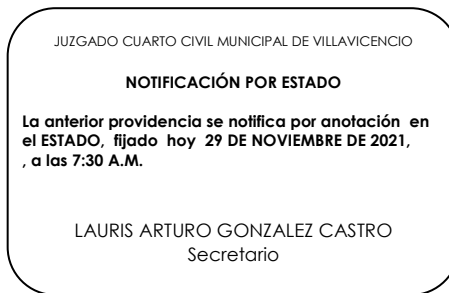 JUZGADO CUARTO CIVIL MUNICIPAL DE VILLAVICENCIO
NOTIFICACIÓN POR ESTADO
La anterior providencia se notifica por anotación en
el ESTADO, fijado hoy 29 DE NOVIEMBRE DE 2021,
, a las 7:30 A.M.
LAURIS ARTURO GONZALEZ CASTRO
Secretario